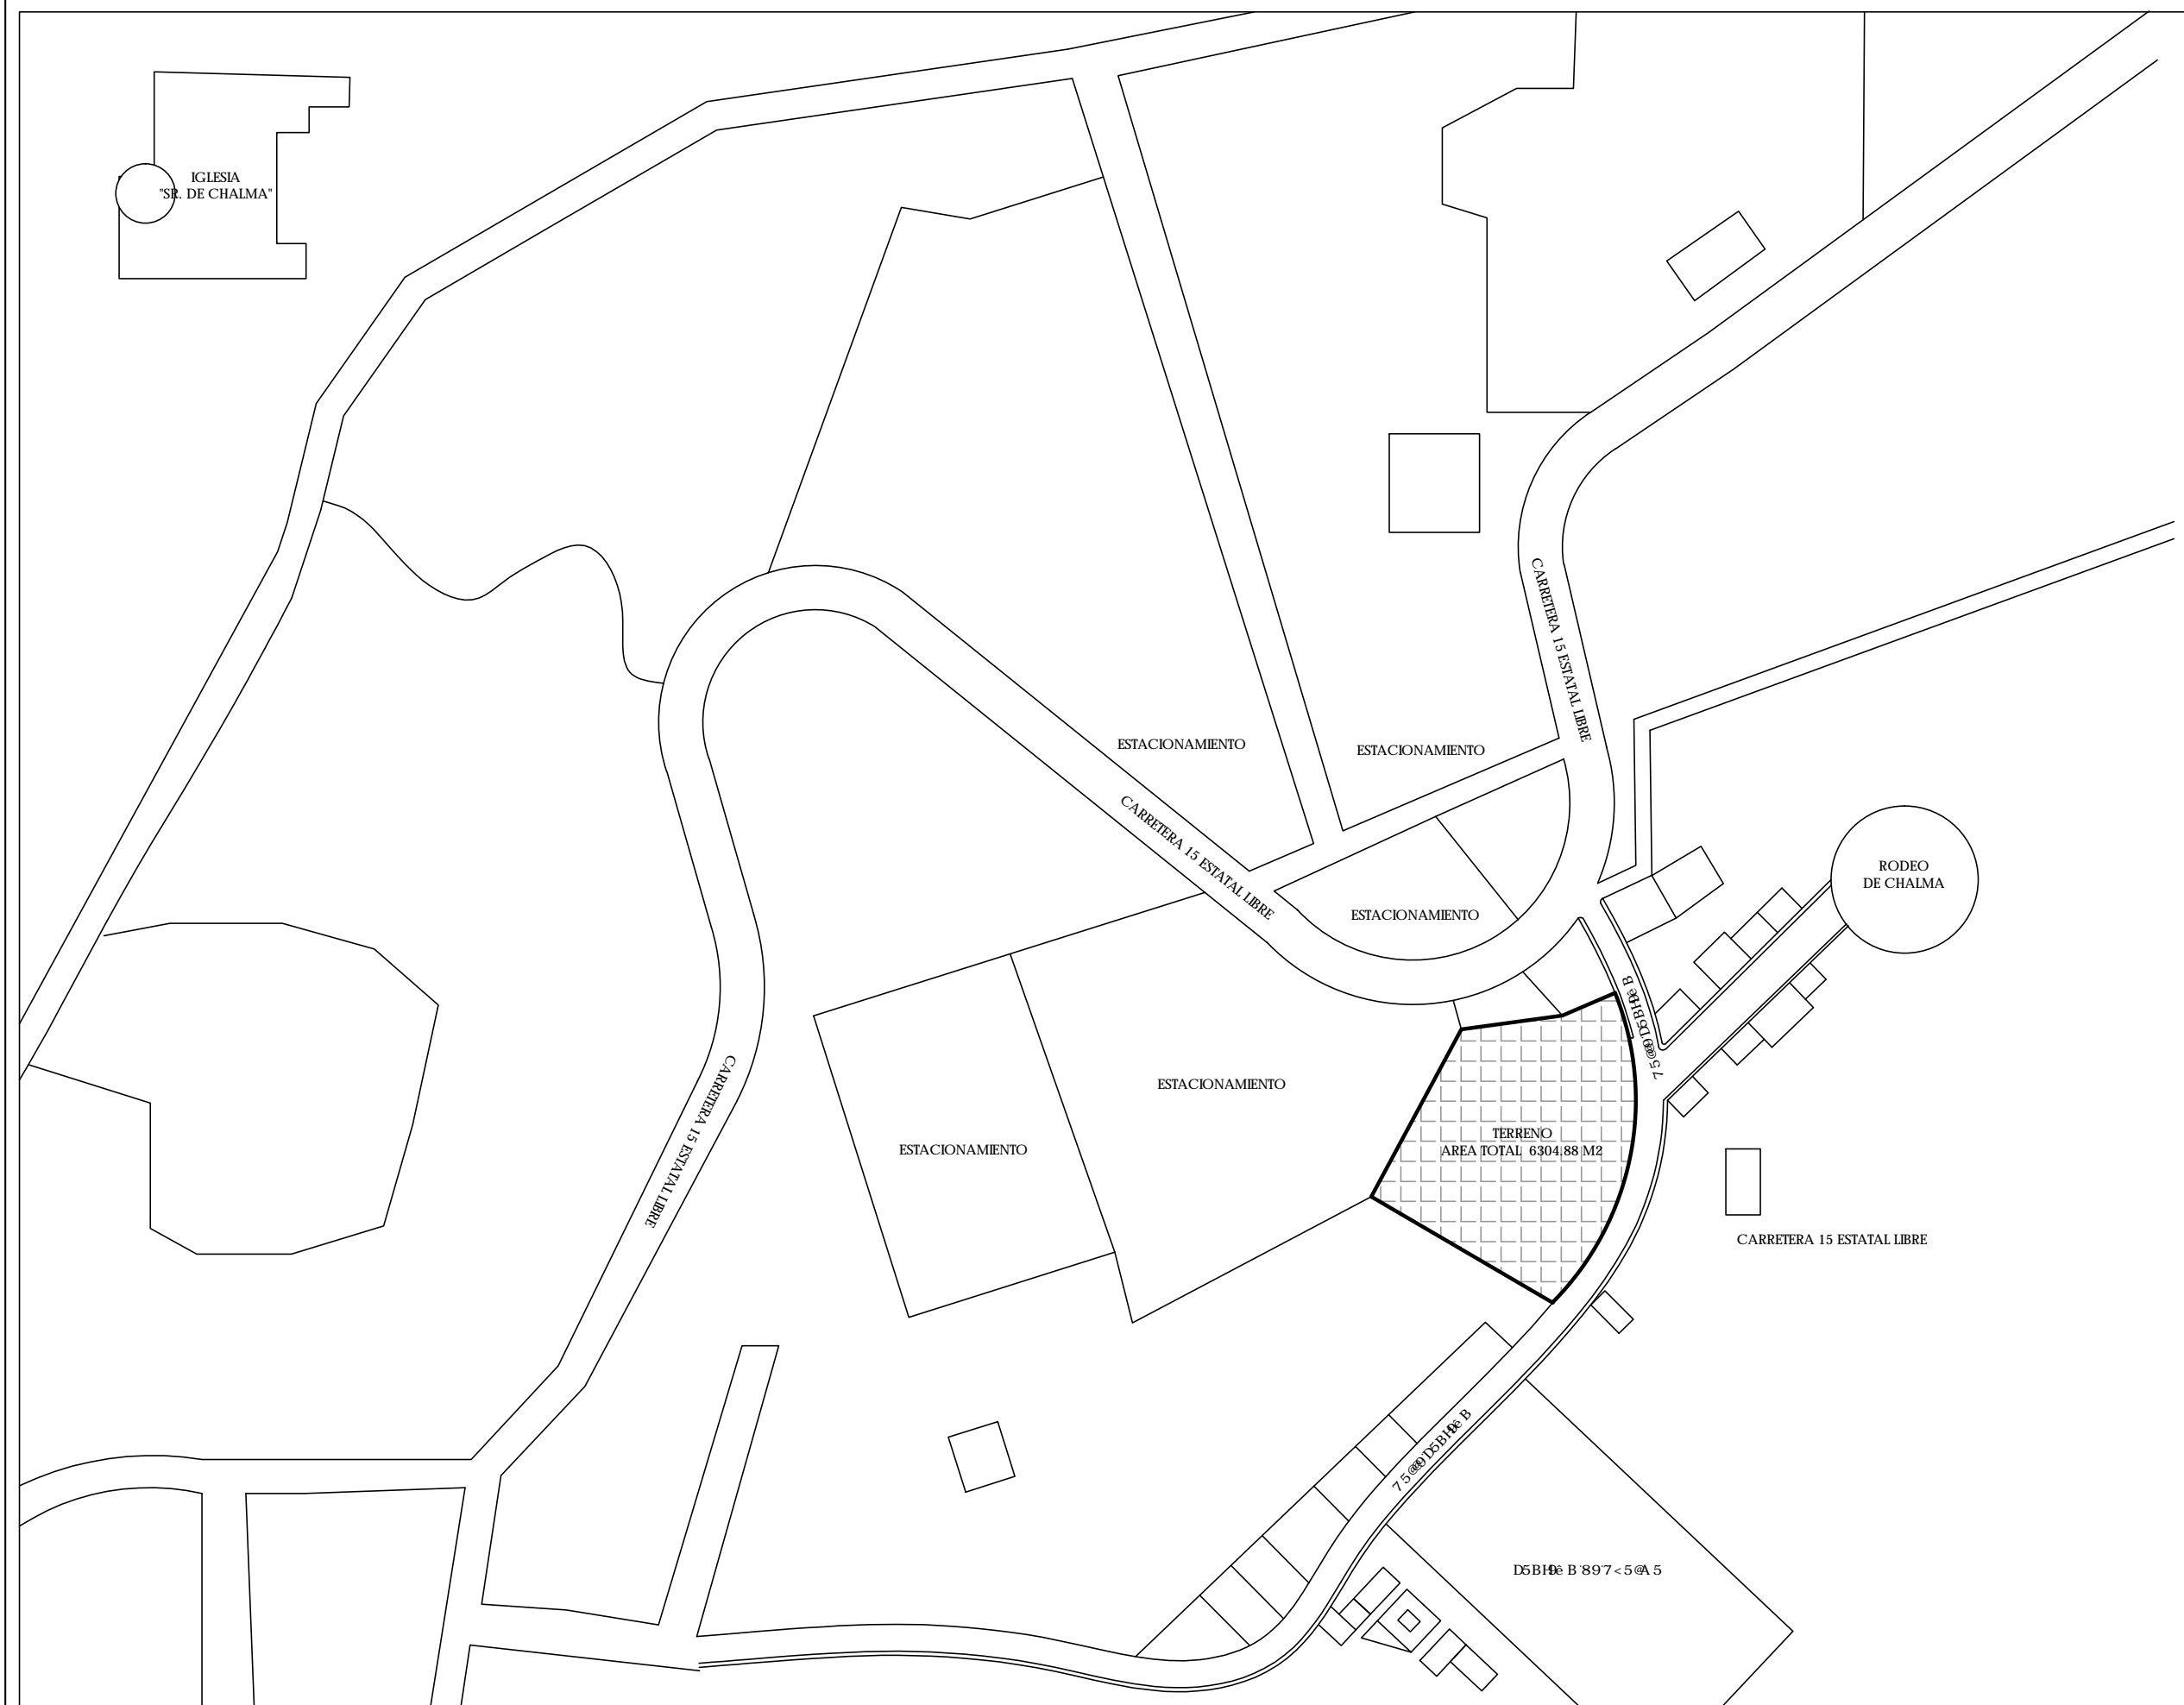 IGLESIA
"SR. DE CHALMA"
CARRETERA 15 ESTATAL LIBRE
ESTACIONAMIENTO
ESTACIONAMIENTO
CARRETERA 15 ESTATAL LIBRE
RODEO
DE CHALMA
ESTACIONAMIENTO
CARRETERA 15 ESTATAL LIBRE
ESTACIONAMIENTO
TERRENO
AREA TOTAL 6304.88 M2
ESTACIONAMIENTO
CARRETERA 15 ESTATAL LIBRE